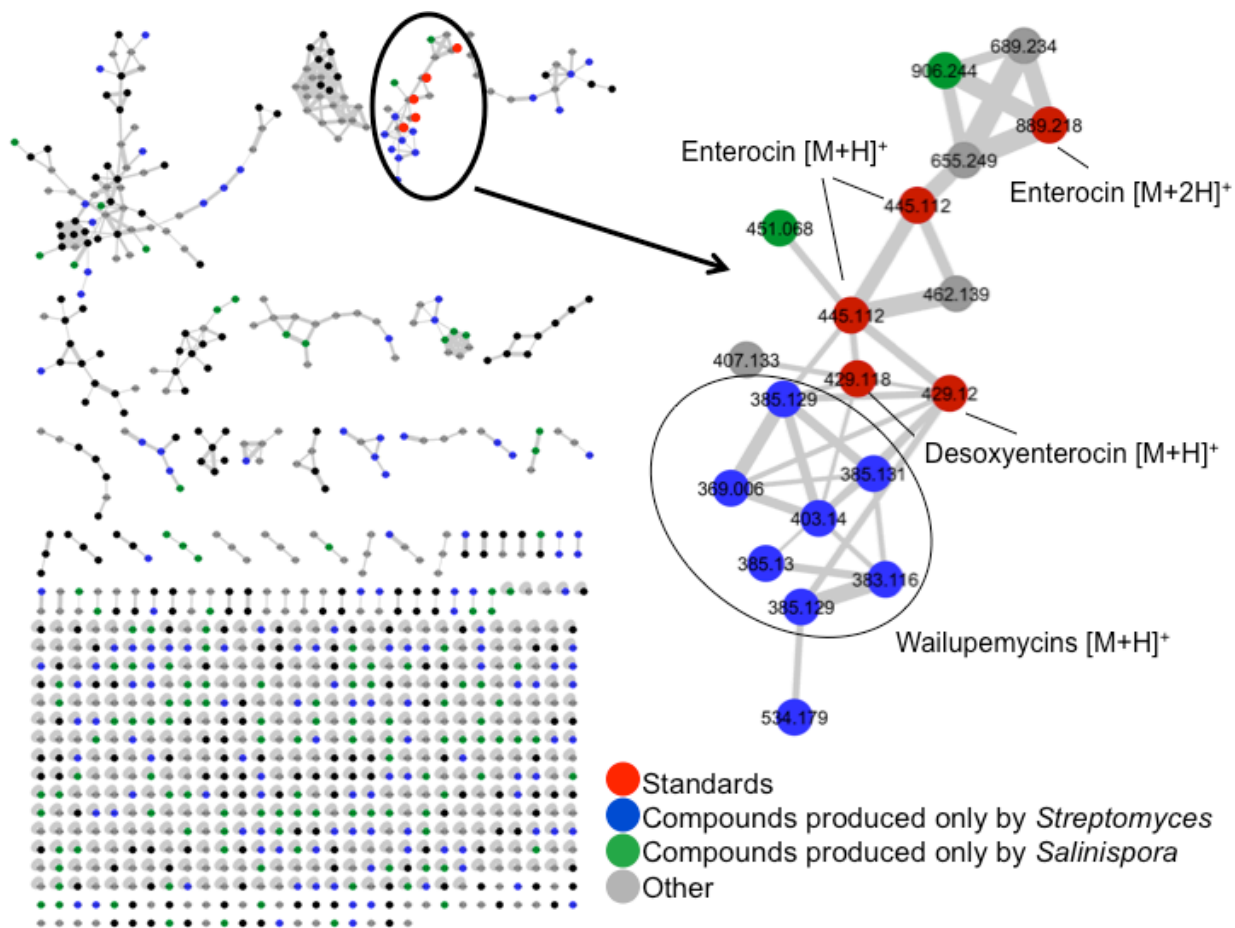 689.234
906.244
889.218
Enterocin [M+H]⁺
655.249
Enterocin [M+2H]⁺
445.112
451.068
462.139
445.112
407.133
429.118
385.129
429.12
Desoxyenterocin [M+H]⁺
385.131
369.006
403.14
385.13
383.116
385.129
Wailupemycins [M+H]⁺
534.179
Standards
Compounds produced only by Streptomyces
Compounds produced only by Salinispora
Other